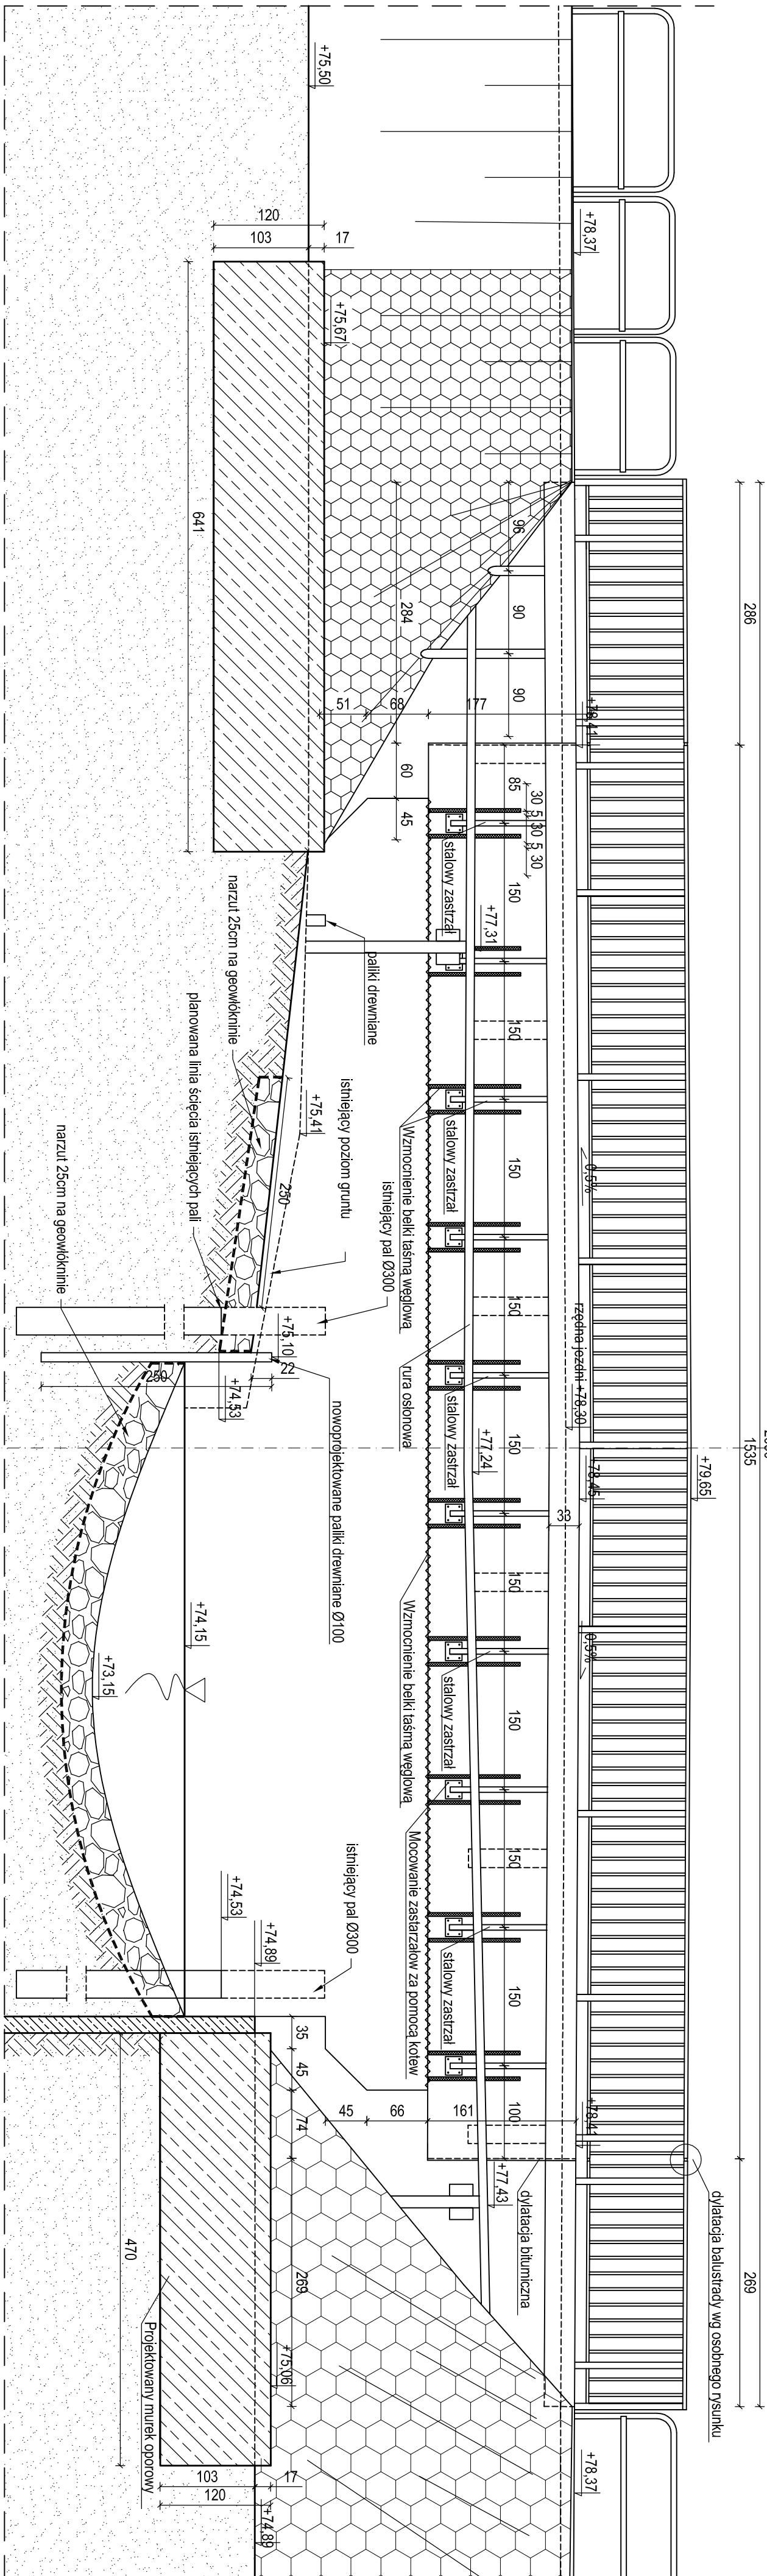 +75,50
120
103
17
+78,37
+75,67
641
96
90
90
284
286
51
68
177
+78,41
60
45
85
30 5 30 5 30
stalowy zastrzał
150
+77,31
paliki drewniane
narzut 25cm na geowłókninie
planowana linia ścięcia istniejących pali
istniejący poziom gruntu
+75,41
250
150
Wzmocnienie belki taśmą węglową
istniejący pal Ø300
stalowy zastrzał
150
0,5%
narzut 25cm na geowłókninie
+75,10
22
250
+74,53
150
rura osłonowa
rzędna jezdni +78,30
nowoprojektowane paliki drewniane Ø100
stalowy zastrzał
+77,24
150
1535
+79,65
+78,45
33
150
Wzmocnienie belki taśmą węglową
0,5%
+74,15
+73,15
stalowy zastrzał
150
Mocowanie zastarzałow za pomocą kotew
150
istniejący pal Ø300
+74,53
+74,89
stalowy zastrzał
150
35
45
74
45
66
161
100
+78,41
+77,43
dylatacja bitumiczna
dylatacja balustrady wg osobnego rysunku
269
269
470
+75,06
Projektowany murek oporowy
103
17
120
+74,89
+78,37